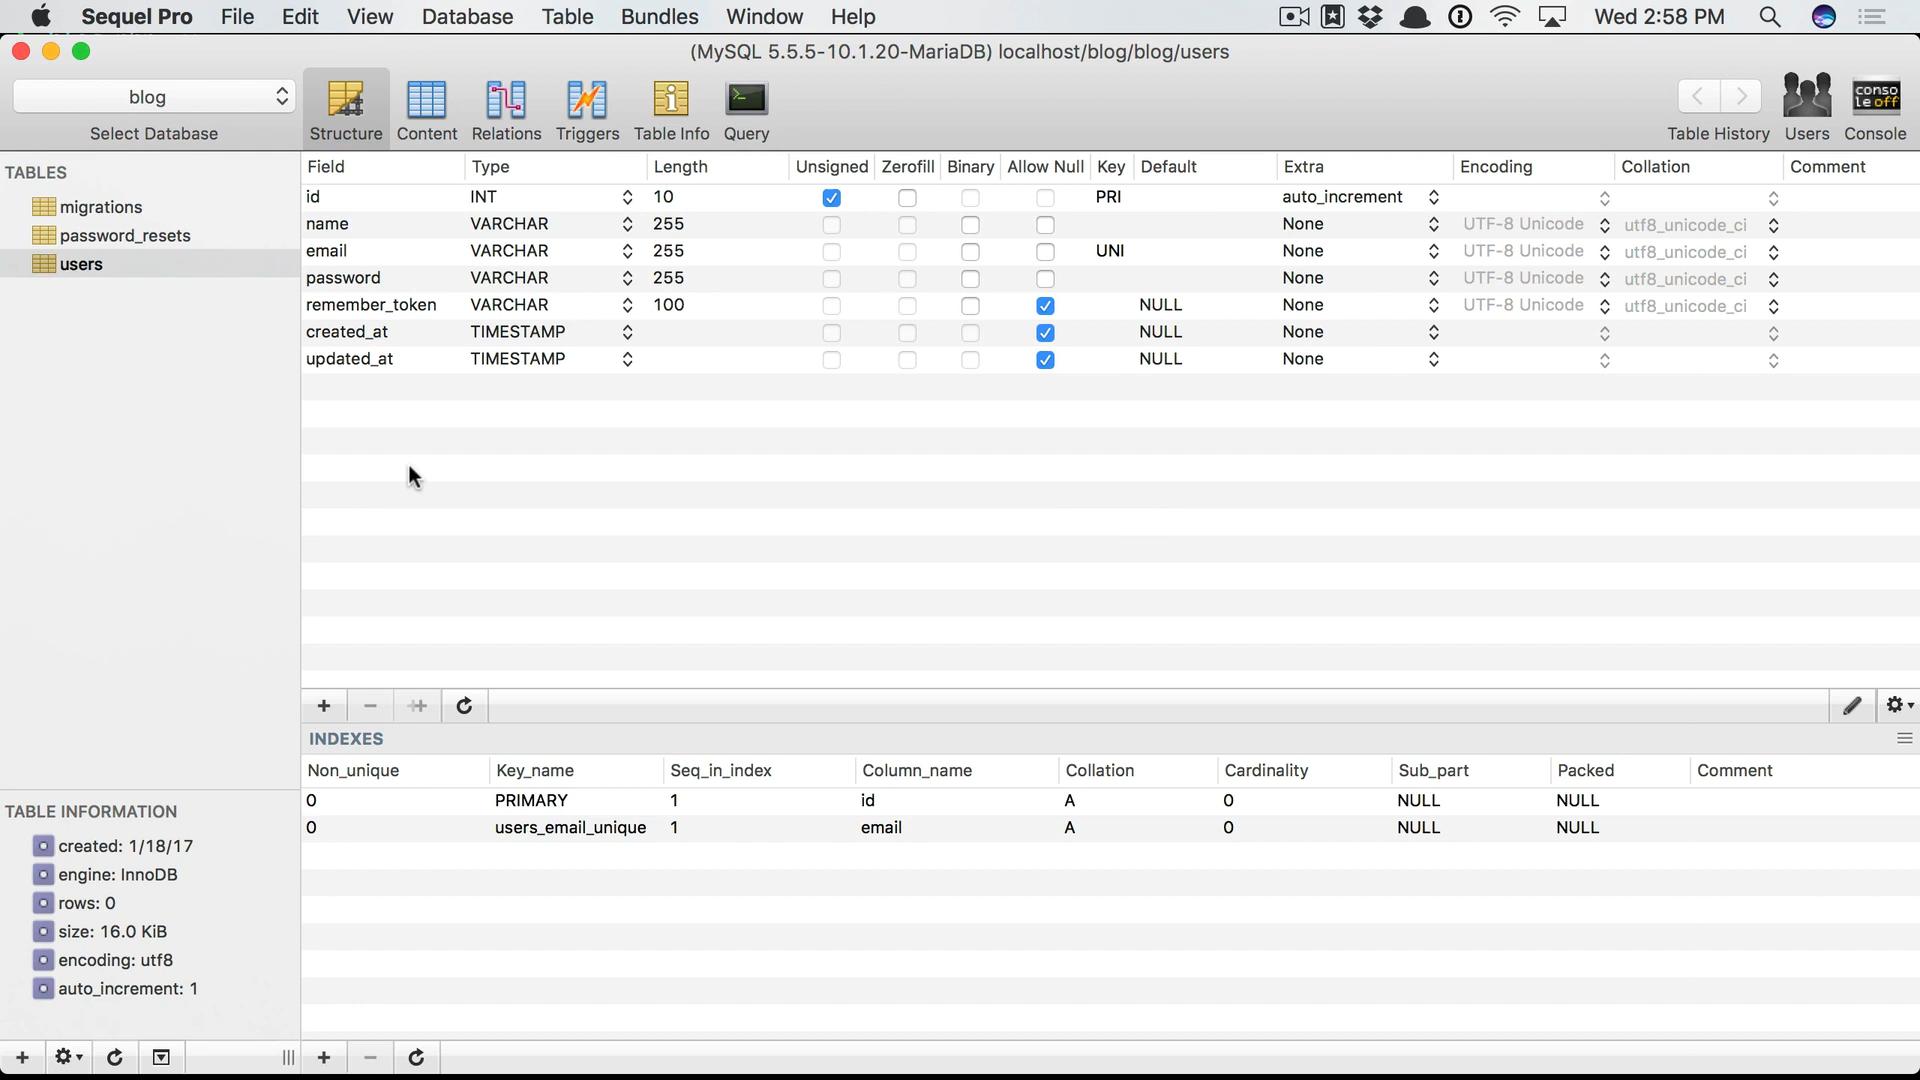 Sequel Pro File Edit View Database Table Bundles Window Help Wed 2:58 PM
(MySQL 5.5.5-10.1.20-MariaDB) localhost/blog/blog/users
blog
Select Database Structure Content Relations Triggers Table Info Query Table History Users Console
conso
le off
TABLES
migrations
password_resets
users
Field Type Length Unsigned Zerofill Binary Allow Null Key Default Extra Encoding Collation Comment
id INT 10 PRI auto_increment
name VARCHAR 255 None UTF-8 Unicode utf8_unicode_ci
email VARCHAR 255 UNI None UTF-8 Unicode utf8_unicode_ci
password VARCHAR 255 None UTF-8 Unicode utf8_unicode_ci
remember_token VARCHAR 100 NULL None UTF-8 Unicode utf8_unicode_ci
created_at TIMESTAMP NULL None
updated_at TIMESTAMP NULL None
INDEXES
Non_unique Key_name Seq_in_index Column_name Collation Cardinality Sub_part Packed Comment
0 PRIMARY 1 id A 0 NULL NULL
0 users_email_unique 1 email A 0 NULL NULL
TABLE INFORMATION
created: 1/18/17
engine: InnoDB
rows: 0
size: 16.0 KiB
encoding: utf8
auto_increment: 1